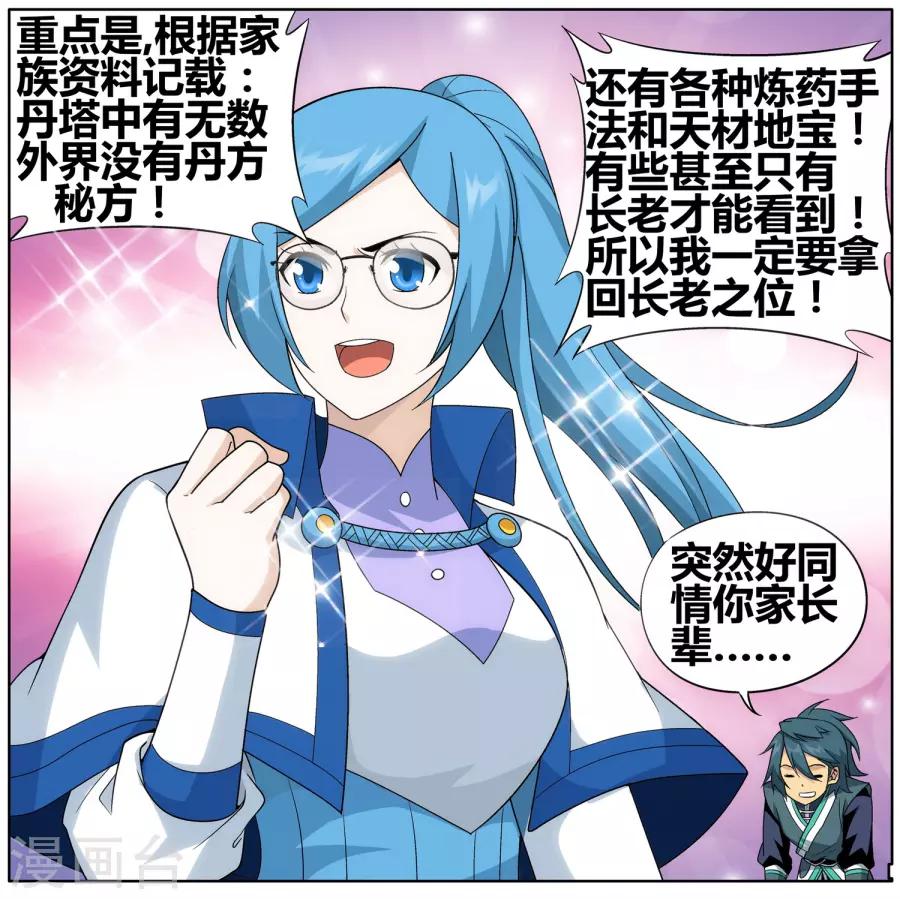 重点是,根据家
族资料记载：
丹塔中有无数
外界没有丹方
秘方！
还有各种炼药手
法和天材地宝！
有些甚至只有
长老才能看到！
所以我一定要拿
回长老之位！
突然好同
情你家长
辈……
漫画台